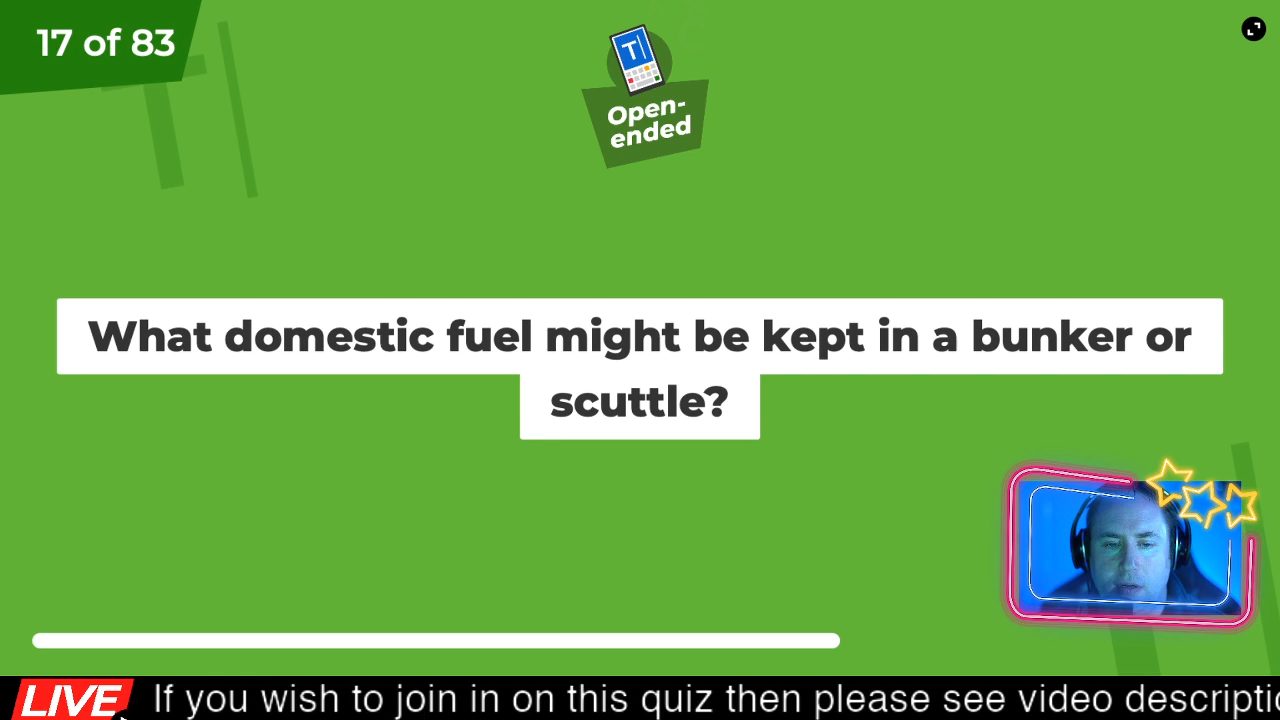 17 of 83
T
Open-
ended
What domestic fuel might be kept in a bunker or
scuttle?
LIVE If you wish to join in on this quiz then please see video descripti